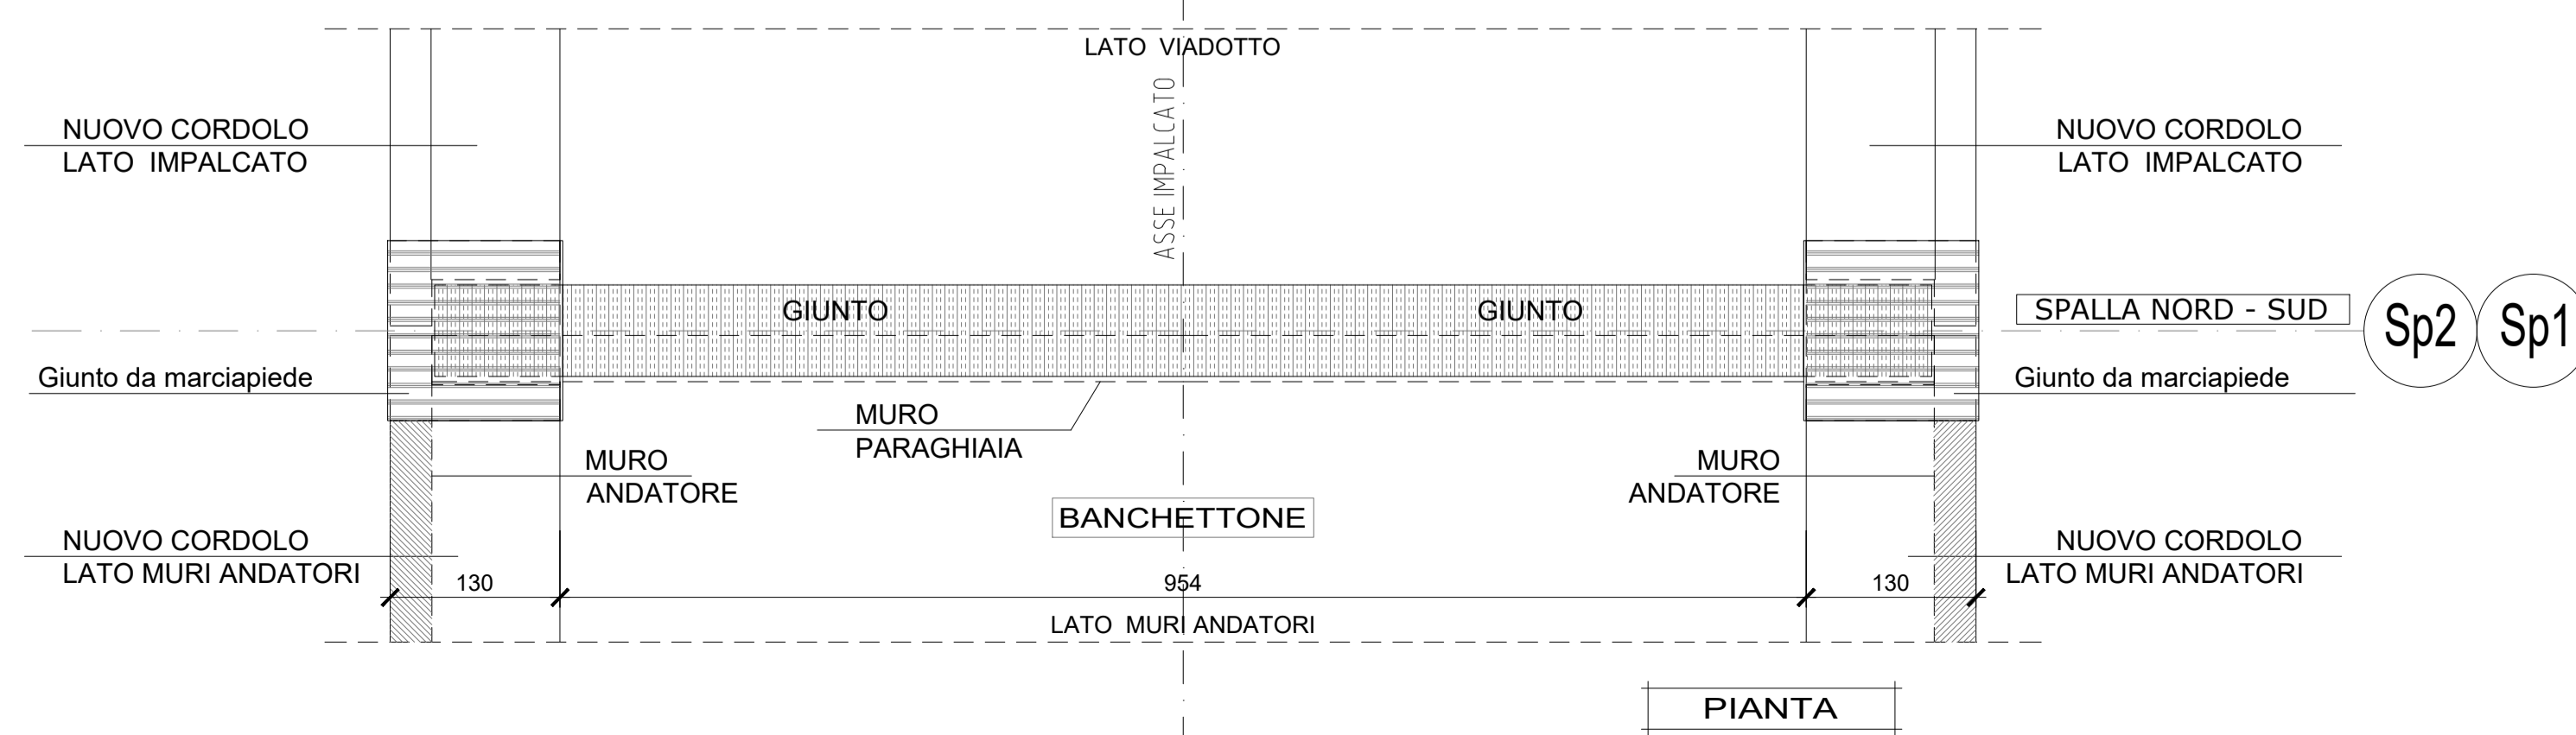 LATO VIADOTTO
ASSE IMPALCATO
NUOVO CORDOLO
LATO IMPALCATO
NUOVO CORDOLO
LATO IMPALCATO
GIUNTO
GIUNTO
SPALLA NORD - SUD
Sp2
Sp1
Giunto da marciapiede
Giunto da marciapiede
MURO
PARAGHIAIA
MURO
ANDATORE
MURO
ANDATORE
BANCHETTONE
NUOVO CORDOLO
LATO MURI ANDATORI
NUOVO CORDOLO
LATO MURI ANDATORI
130
954
130
LATO MURI ANDATORI
PIANTA